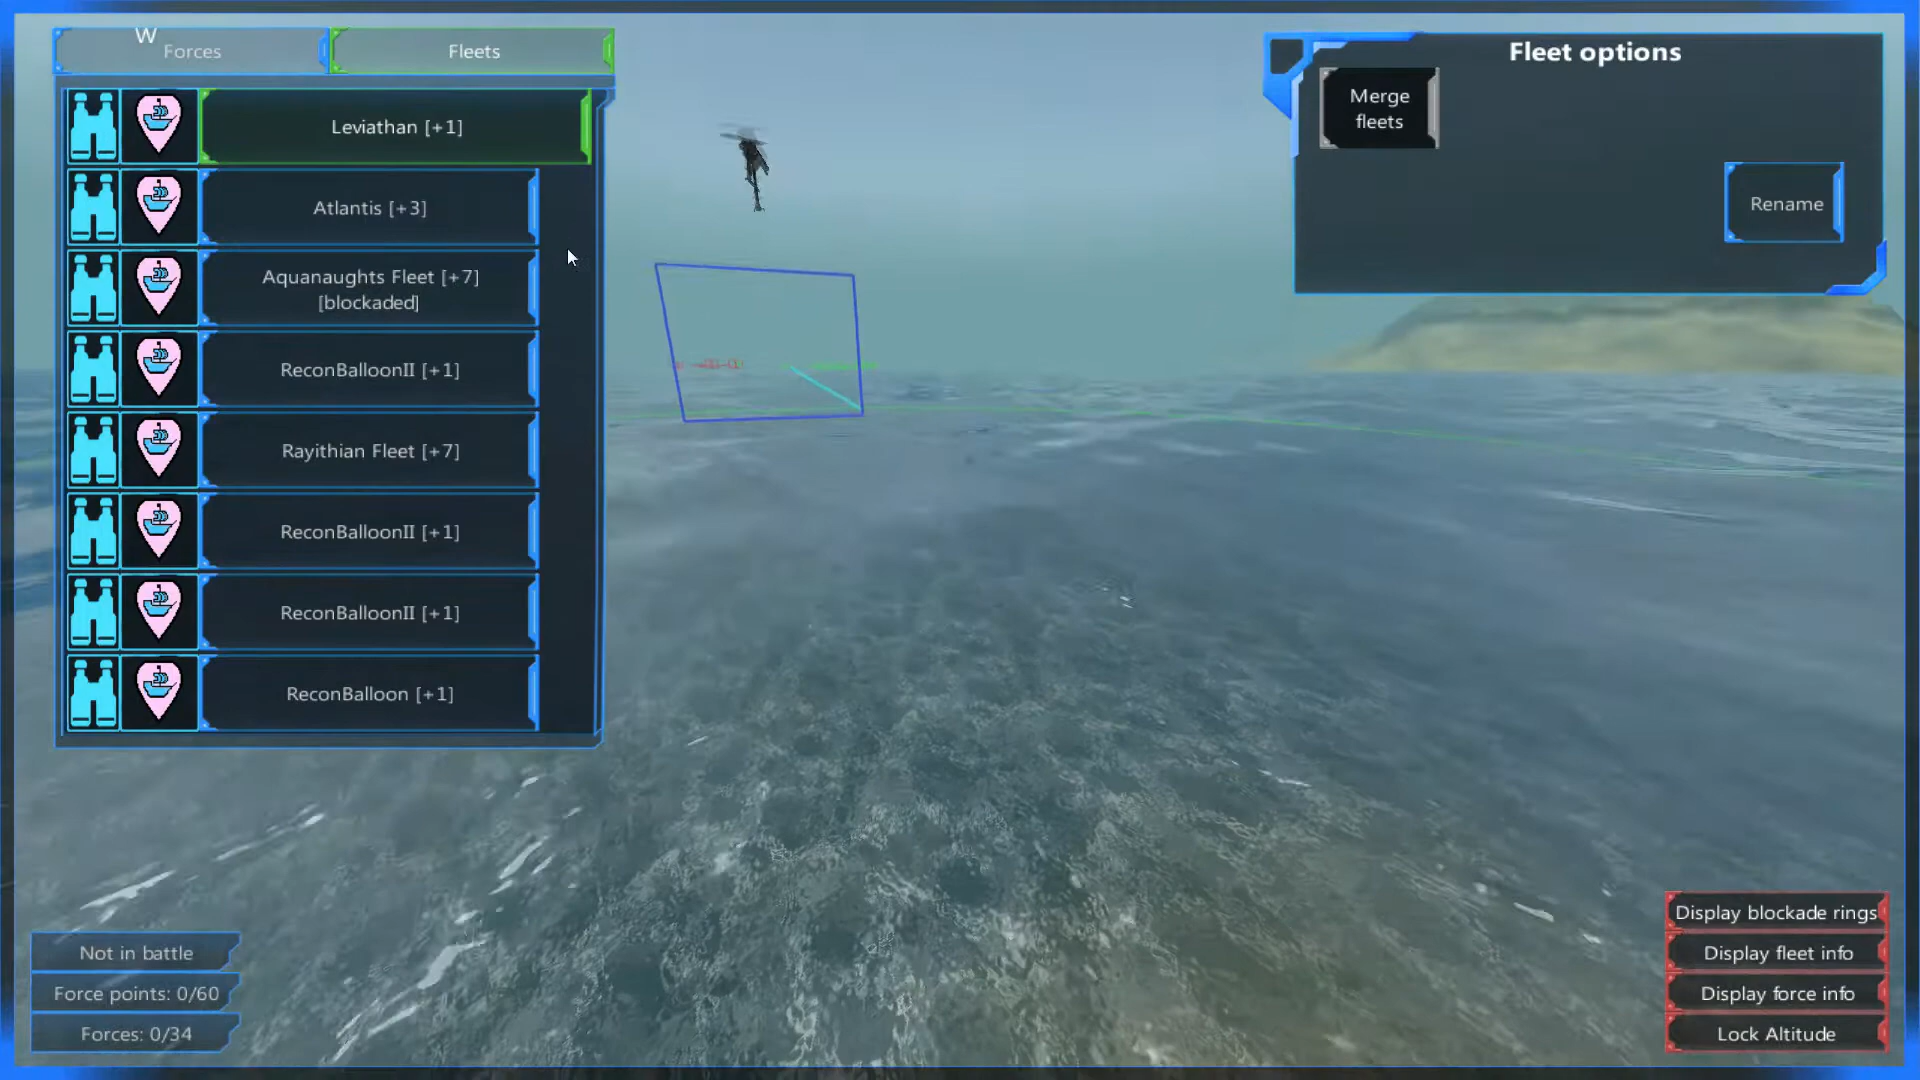 W
Forces
Fleets
Leviathan [+1]
Atlantis [+3]
Aquanaughts Fleet [+7]
[blockaded]
ReconBalloonII [+1]
Rayithian Fleet [+7]
ReconBalloonII [+1]
ReconBalloonII [+1]
ReconBalloon [+1]
Fleet options
Merge
fleets
Rename
Not in battle
Force points: 0/60
Forces: 0/34
Display blockade rings
Display fleet info
Display force info
Lock Altitude